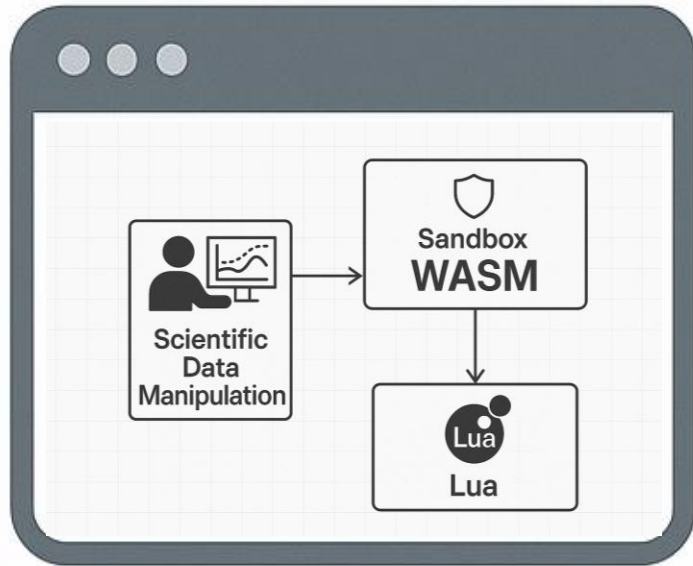 Scientific
Data
Manipulation
Sandbox
WASM
Lua
Lua